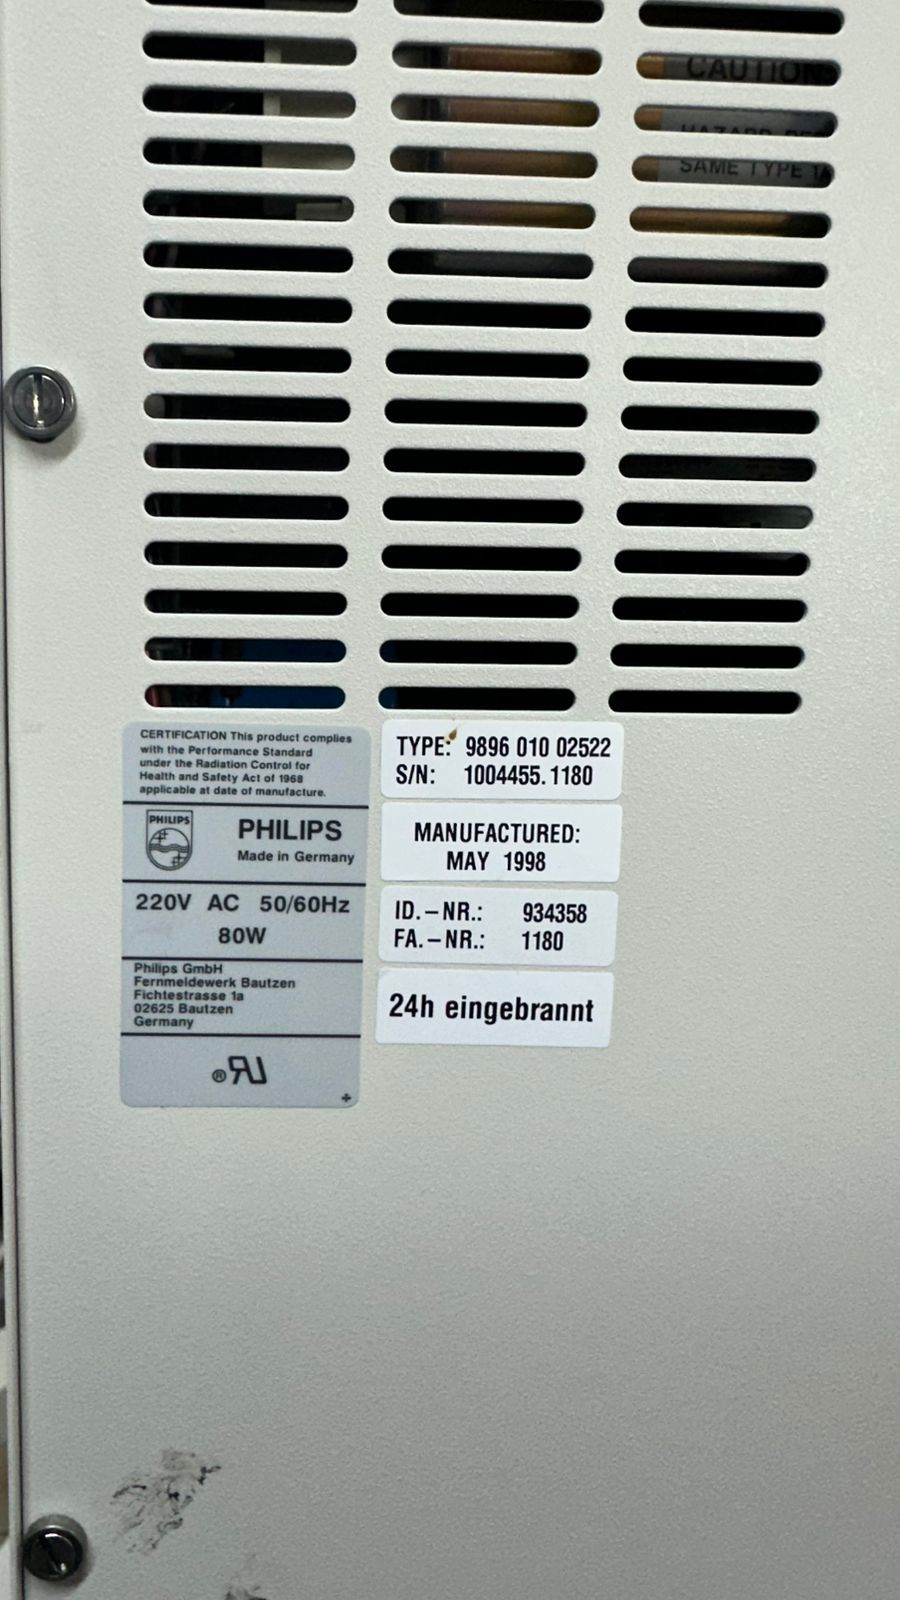 CAUTION
SAME TYPE
CERTIFICATION This product complies
with the Performance Standard
under the Radiation Control for
Health and Safety Act of 1968
applicable at date of manufacture.
PHILIPS
PHILIPS
Made in Germany
220V AC 50/60Hz
80W
Philips GmbH
Fernmeldewerk Bautzen
Fichtestrasse 1a
02625 Bautzen
Germany
TYPE: 9896 010 02522
S/N: 1004455.1180
MANUFACTURED:
MAY 1998
ID.-NR.: 934358
FA.-NR.: 1180
24h eingebrannt